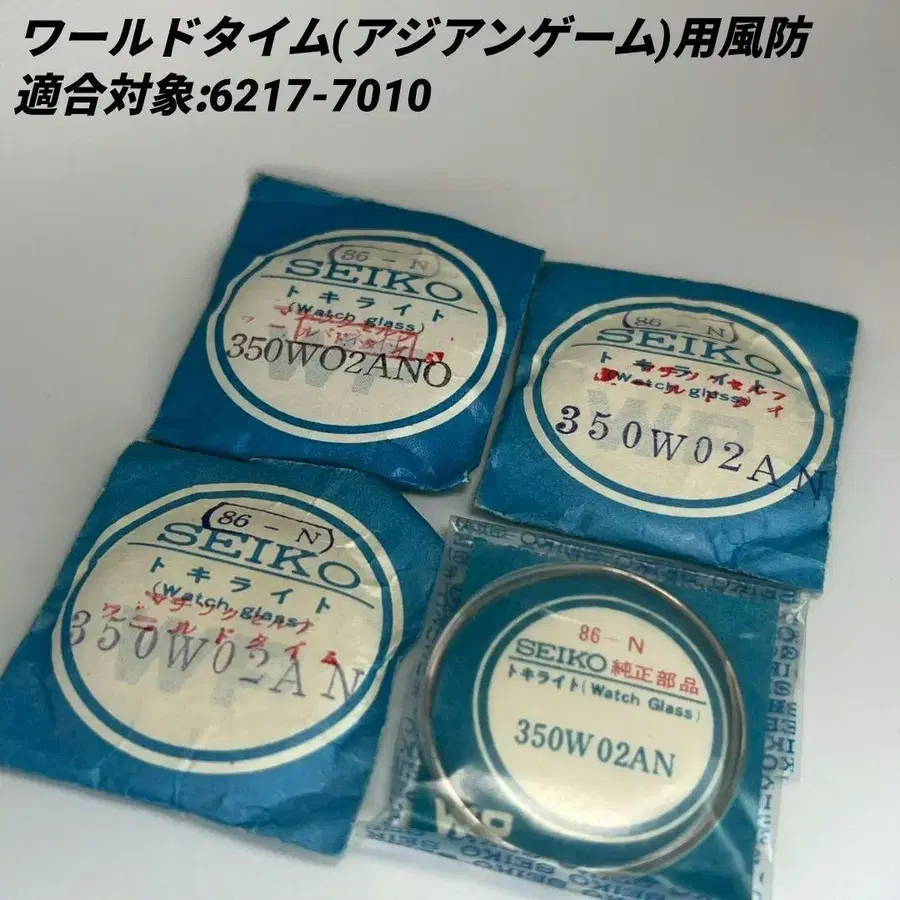 ワールドタイム(アジアンゲーム)用風防
適合対象:6217-7010
86 - N
SEIKO
トキライト
(Watch glass)
350WO2ANO
86 - N
SEIKO
トキライト
(Watch glass)
350W02AN
86 - N
SEIKO
トキライト
(Watch glass)
ワールドタイム
350W02AN
86 - N
SEIKO 純正部品
トキライト(Watch Glass)
350W02AN